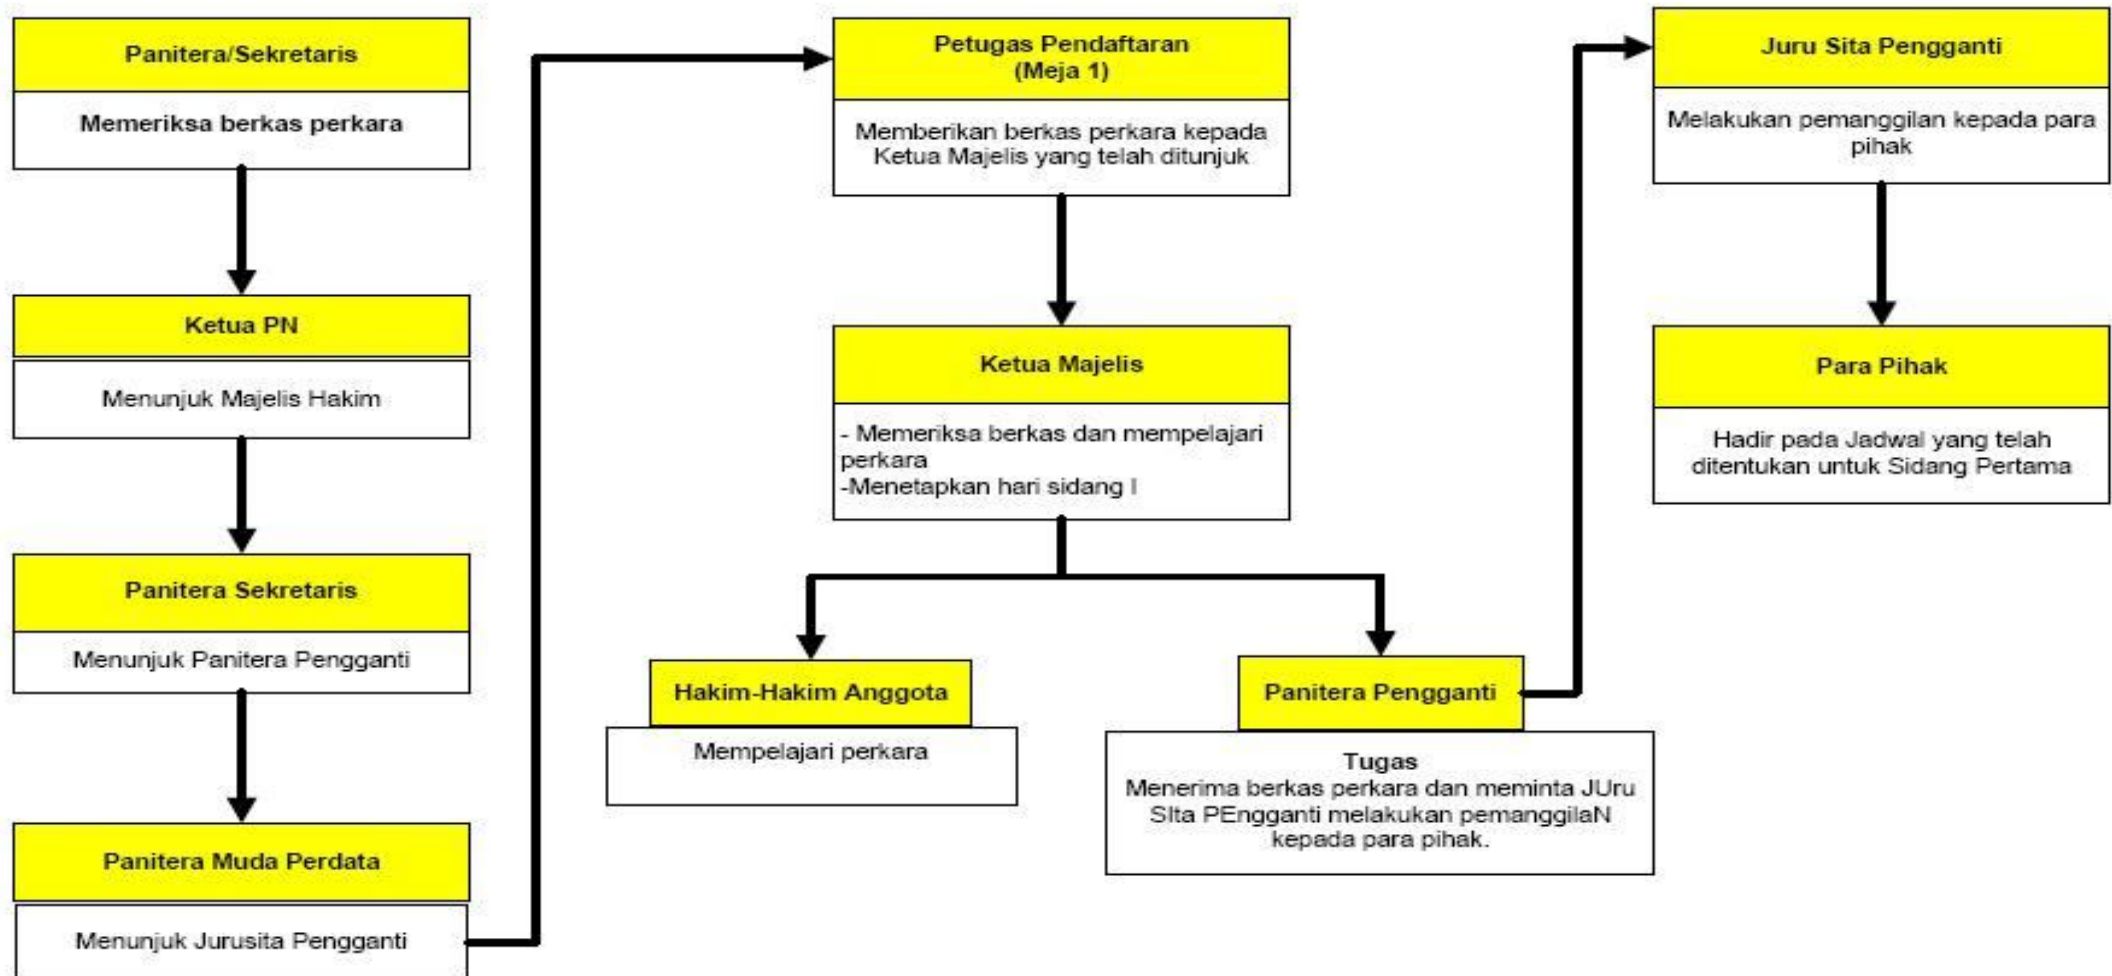 Panitera/Sekretaris
Memeriksa berkas perkara
Ketua PN
Menunjuk Majelis Hakim
Panitera Sekretaris
Menunjuk Panitera Pengganti
Panitera Muda Perdata
Menunjuk Jurusita Pengganti
Petugas Pendaftaran
(Meja 1)
Memberikan berkas perkara kepada
Ketua Majelis yang telah ditunjuk
Ketua Majelis
- Memeriksa berkas dan mempelajari
perkara
-Menetapkan hari sidang I
Hakim-Hakim Anggota
Mempelajari perkara
Panitera Pengganti
Tugas
Menerima berkas perkara dan meminta JUru
SIta PEngganti melakukan pemanggilaN
kepada para pihak.
Juru Sita Pengganti
Melakukan pemanggilan kepada para
pihak
Para Pihak
Hadir pada Jadwal yang telah
ditentukan untuk Sidang Pertama